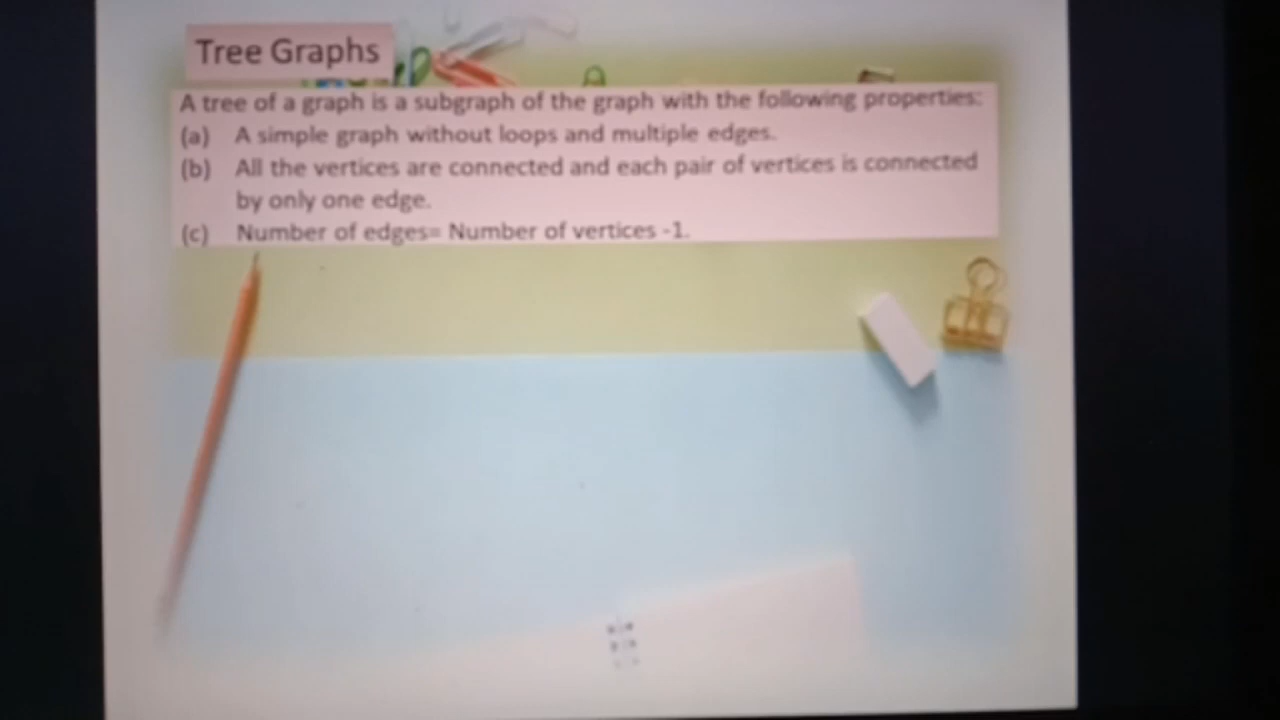 Tree Graphs
A tree of a graph is a subgraph of the graph with the following properties:
(a) A simple graph without loops and multiple edges.
(b) All the vertices are connected and each pair of vertices is connected
by only one edge.
(c) Number of edges= Number of vertices -1.